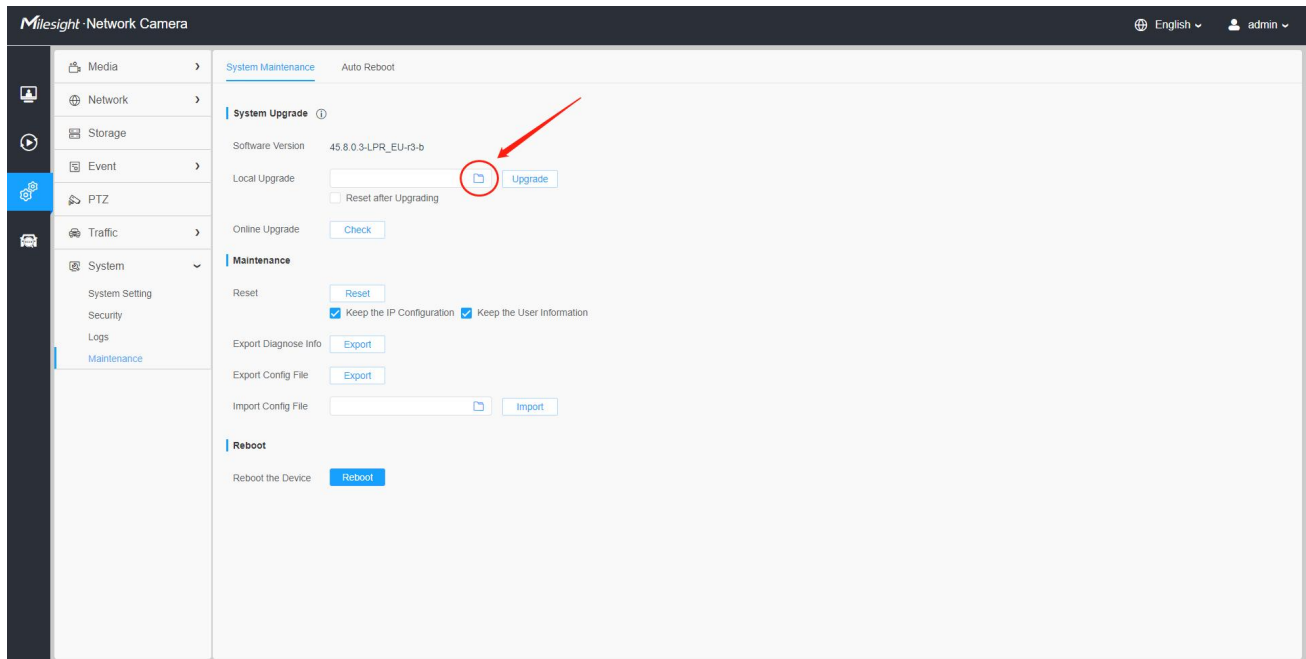 Milesight · Network Camera
English
admin
Media
Network
Storage
Event
PTZ
Traffic
System
System Setting
Security
Logs
Maintenance
System Maintenance Auto Reboot
System Upgrade
Software Version 45.8.0.3-LPR_EU-r3-b
Local Upgrade Upgrade
Reset after Upgrading
Online Upgrade Check
Maintenance
Reset Reset
Keep the IP Configuration Keep the User Information
Export Diagnose Info Export
Export Config File Export
Import Config File Import
Reboot
Reboot the Device Reboot